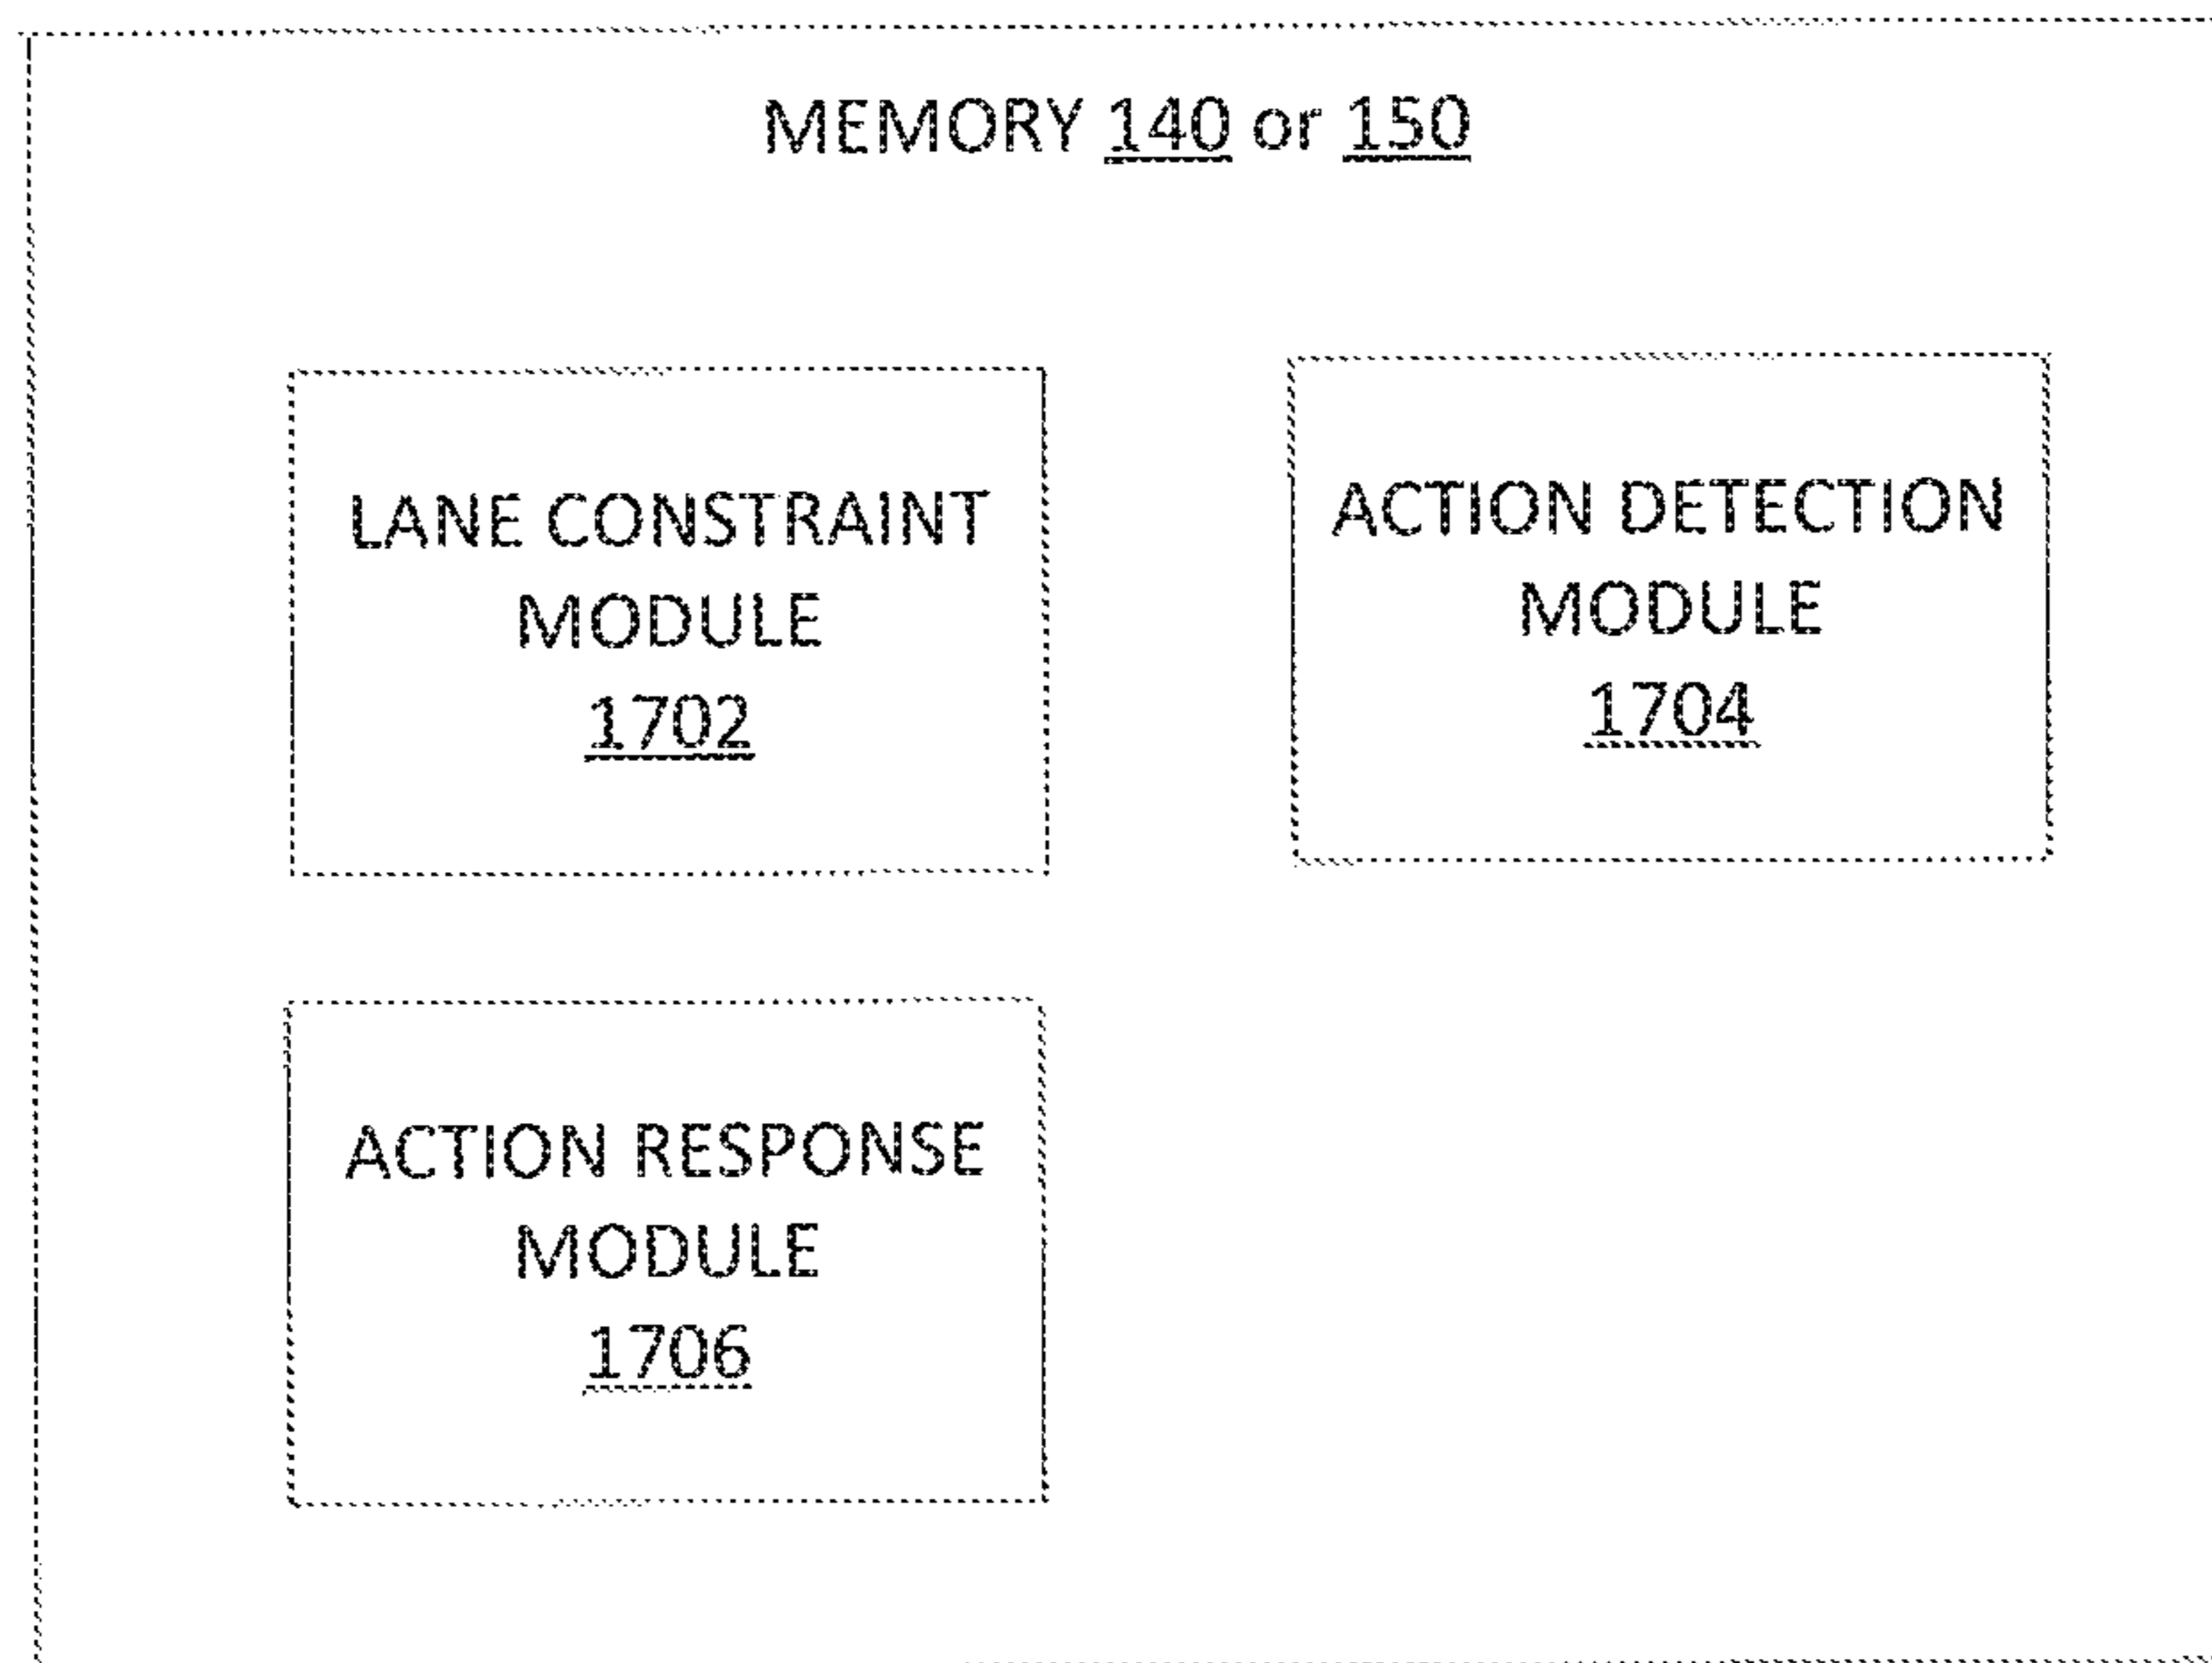 MEMORY 140 or 150
LANE CONSTRAINT
MODULE
1702
ACTION DETECTION
MODULE
1704
ACTION RESPONSE
MODULE
1706